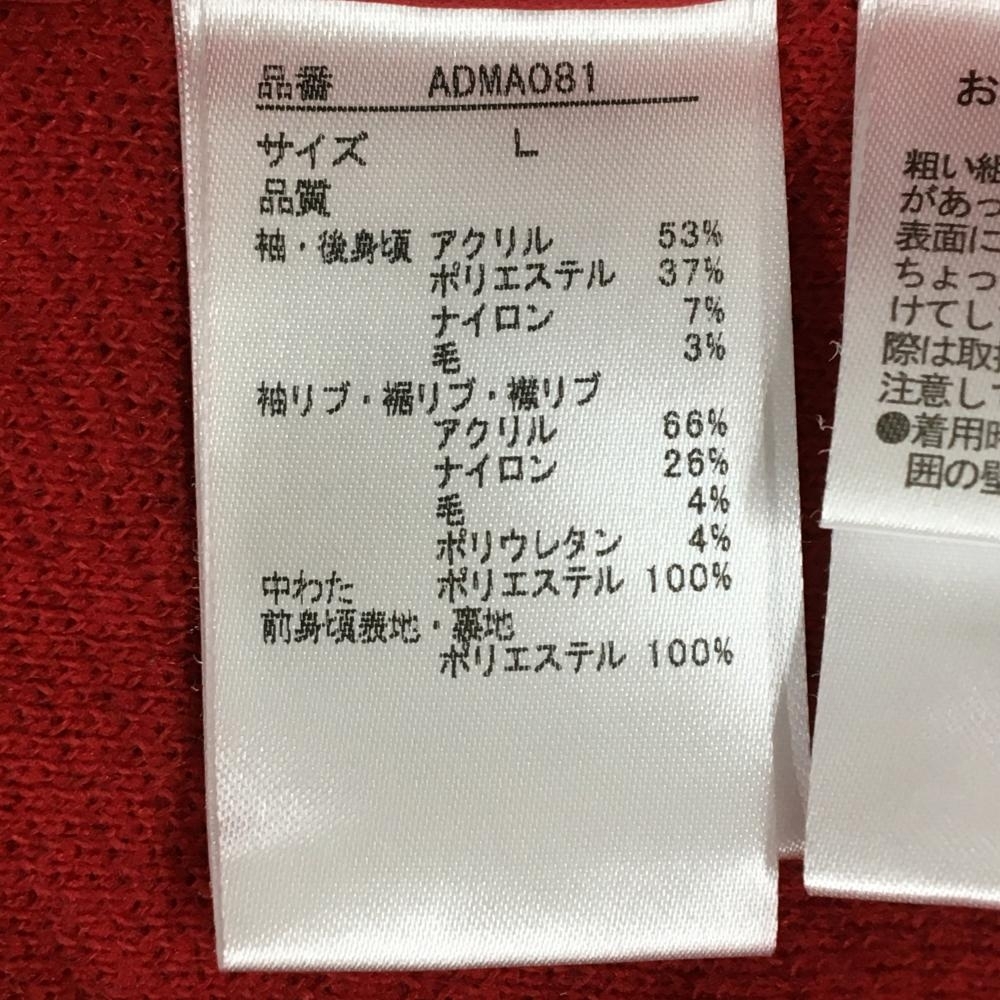 品番 ADMA081
サイズ L
品質
袖・後身頃 アクリル 53%
ポリエステル 37%
ナイロン 7%
毛 3%
袖リブ・裾リブ・襟リブ
アクリル 66%
ナイロン 26%
毛 4%
ポリウレタン 4%
中わた ポリエステル 100%
前身頃表地・裏地
ポリエステル 100%
お
粗い組
があっ
表面に
ちょっ
けてし
際は取扱
注意して
●着用時
囲の壁